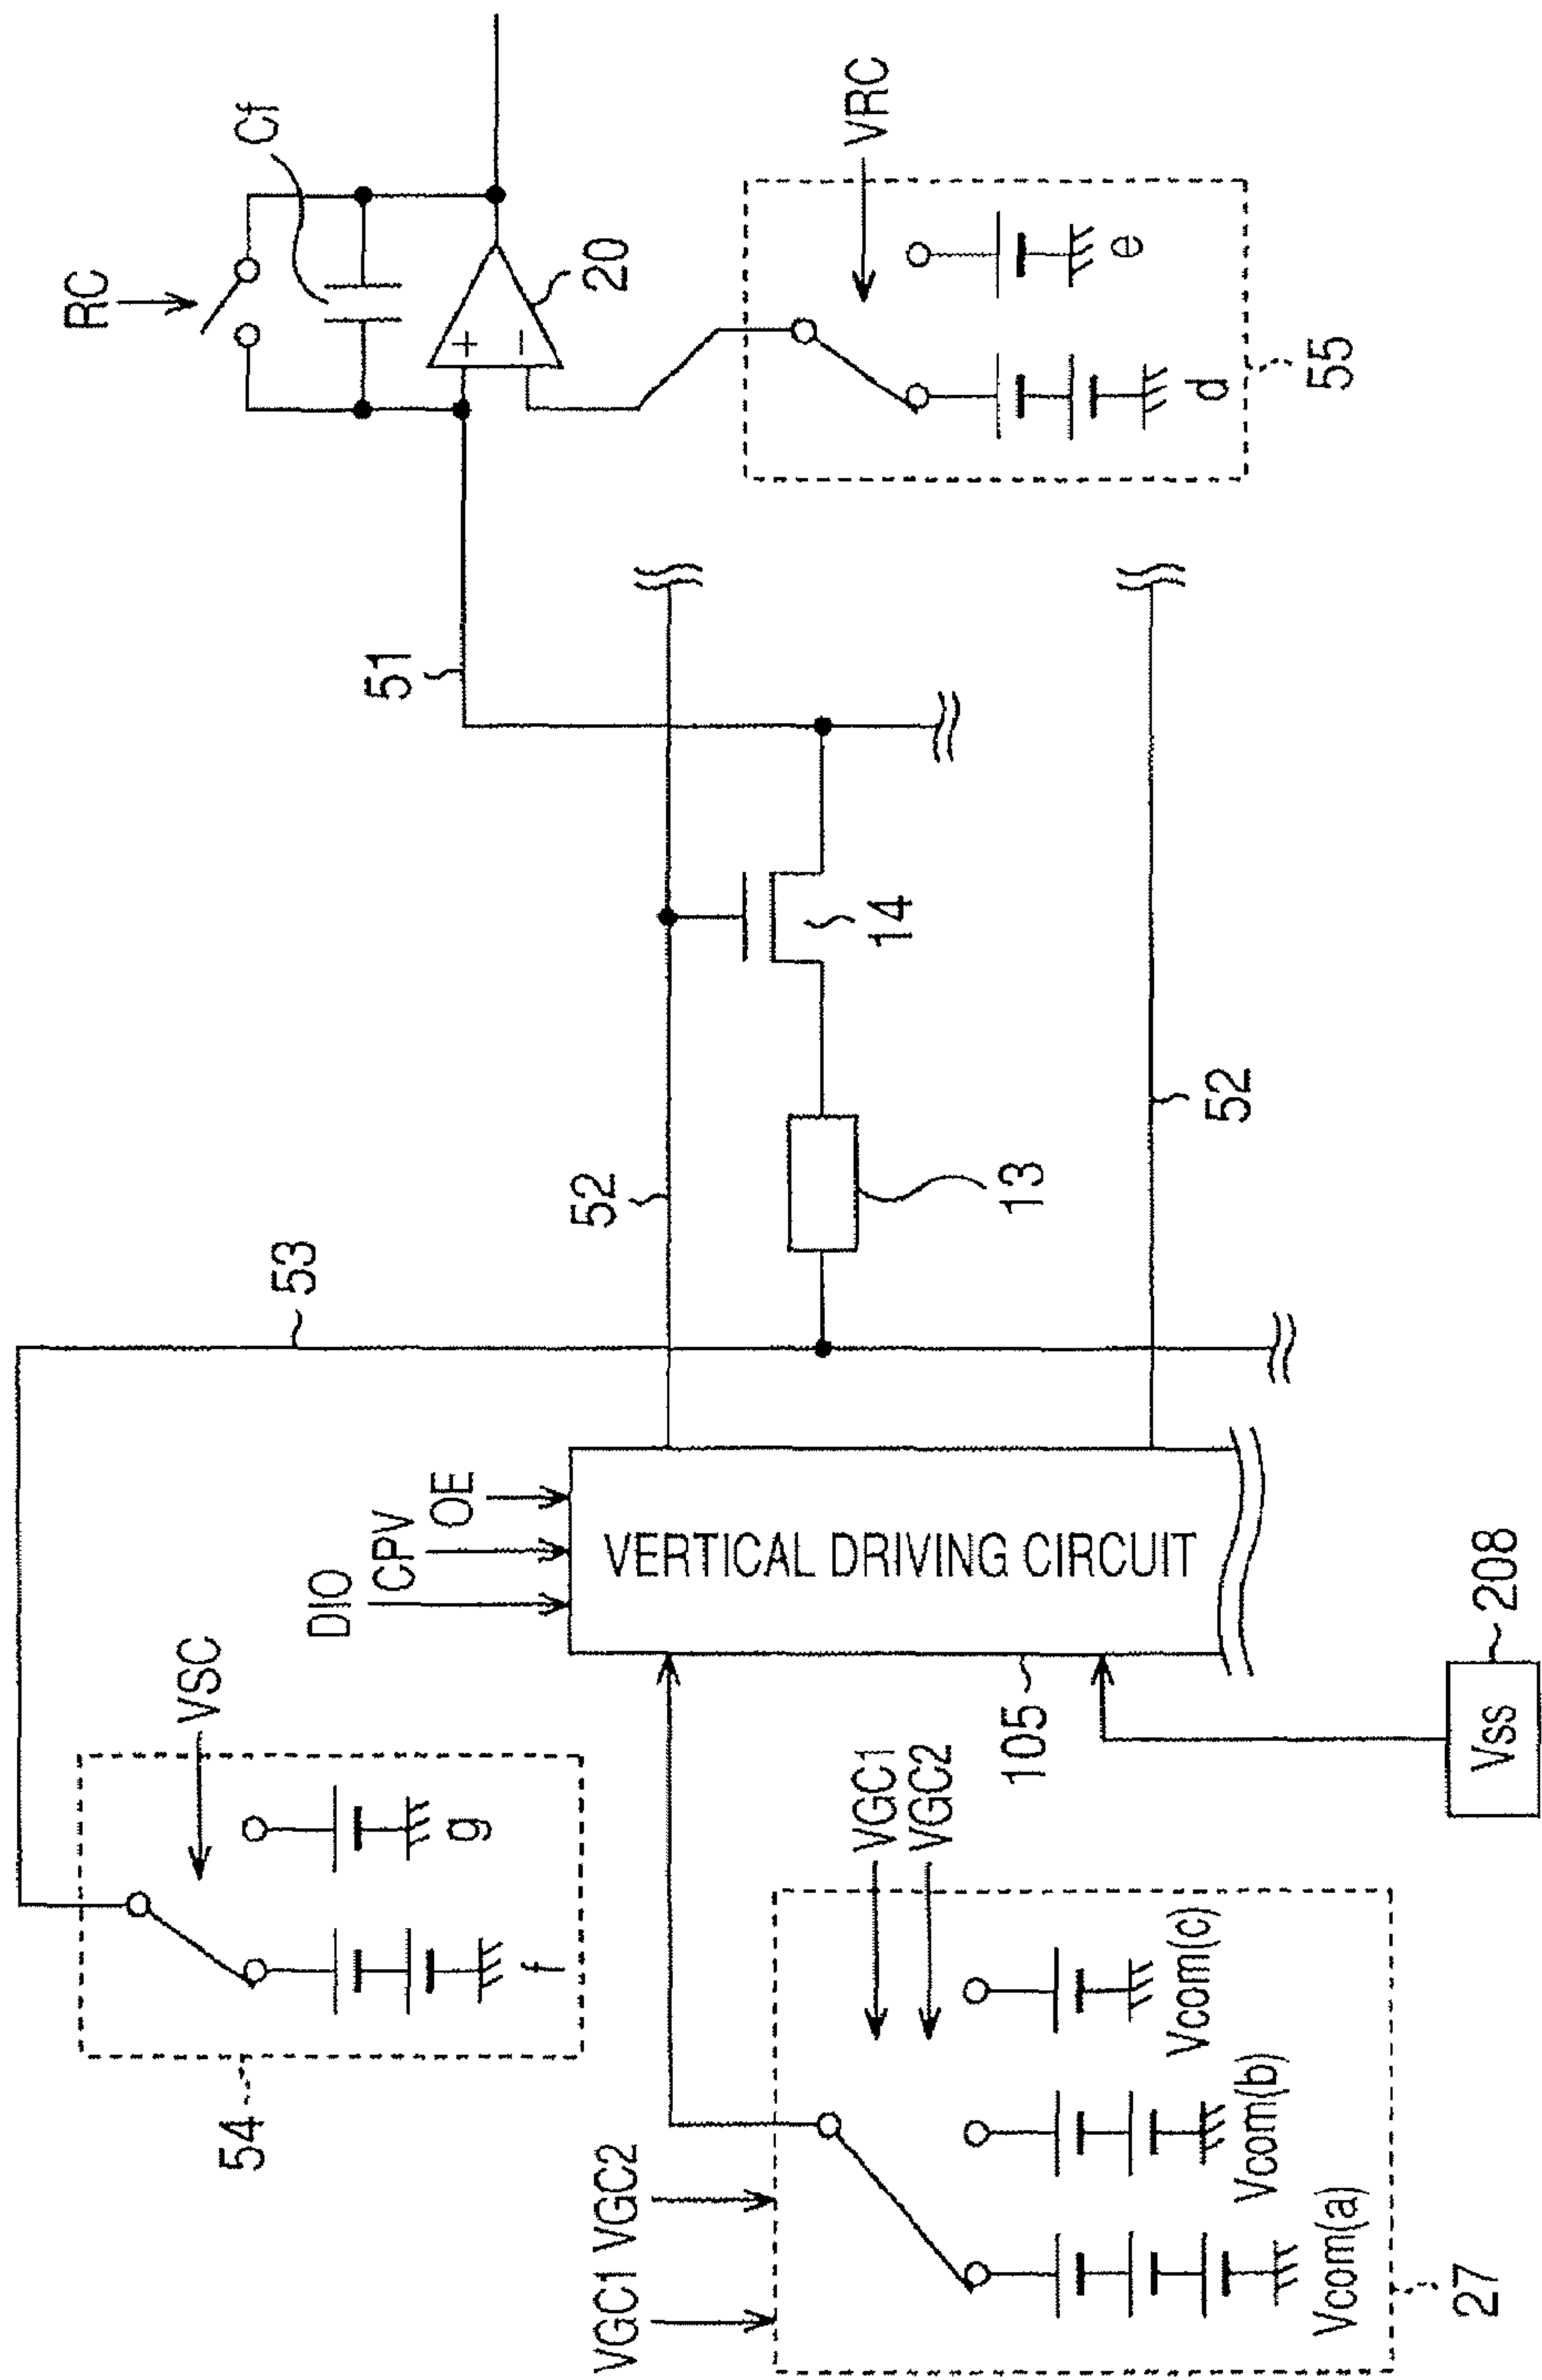 RC
Cf
+
−
20
VRC
e
d
55
51
52
14
13
52
53
VERTICAL DRIVING CIRCUIT
OE
CPV
DIO
105
Vss
208
VSC
g
f
54
VGC1
VGC2
VGC1 VGC2
Vcom(c)
Vcom(b)
Vcom(a)
27